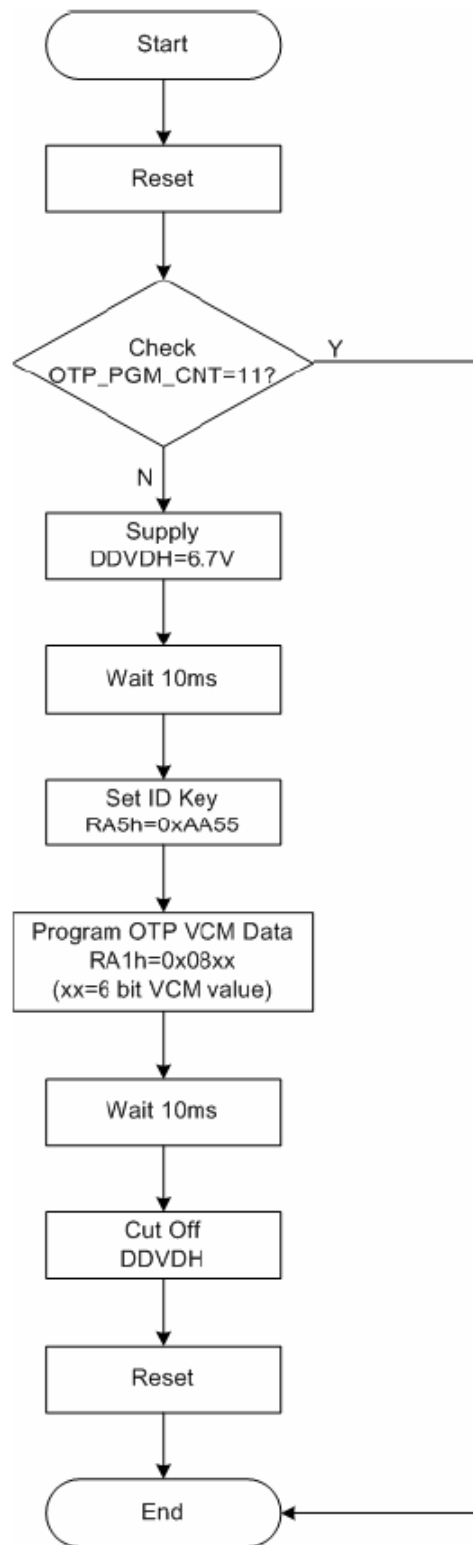 Start
Reset
Check
OTP_PGM_CNT=11?
Y
N
Supply
DDVDH=6.7V
Wait 10ms
Set ID Key
RA5h=0xAA55
Program OTP VCM Data
RA1h=0x08xx
(xx=6 bit VCM value)
Wait 10ms
Cut Off
DDVDH
Reset
End